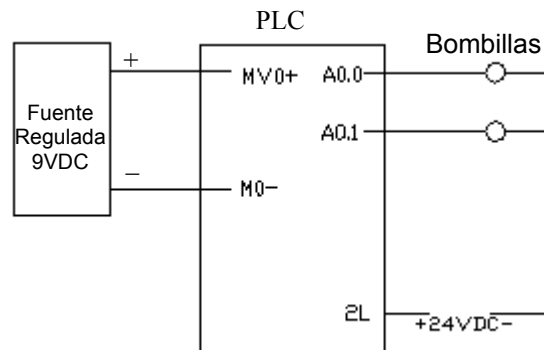 PLC
Bombillas
+
MV0+
A0.0
Fuente
Regulada
9VDC
A0.1
−
M0-
2L
+24VDC-